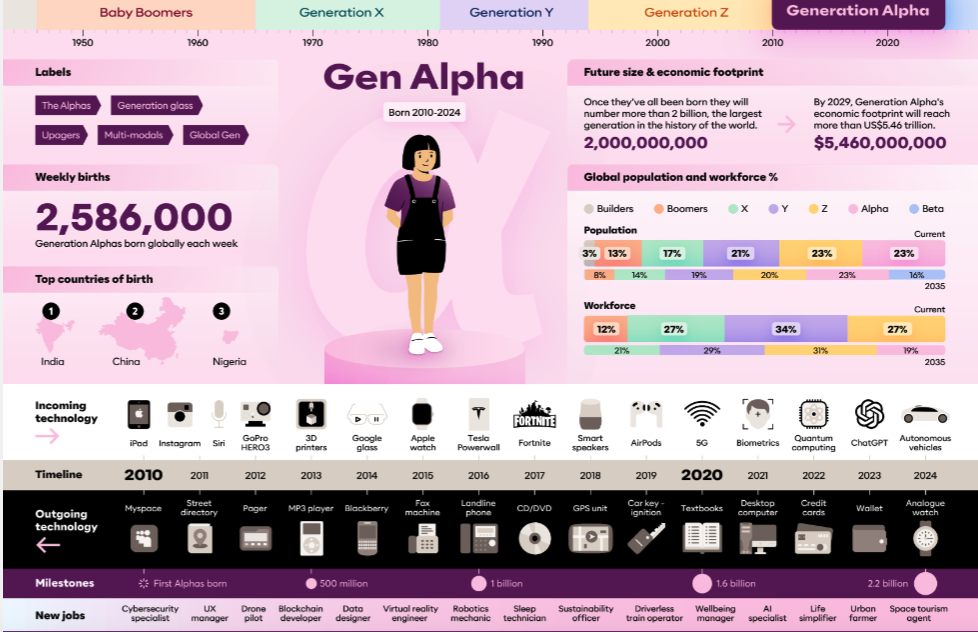 Baby Boomers
Generation X
Generation Y
Generation Z
Generation Alpha
1950
1960
1970
1980
1990
2000
2010
2020
Labels
The Alphas
Generation glass
Upagers
Multi-modals
Global Gen
Weekly births
2,586,000
Generation Alphas born globally each week
Top countries of birth
1
2
3
India
China
Nigeria
Gen Alpha
Born 2010-2024
Future size & economic footprint
Once they've all been born they will
number more than 2 billion, the largest
generation in the history of the world.
2,000,000,000
By 2029, Generation Alpha's
economic footprint will reach
more than US$5.46 trillion.
$5,460,000,000
Global population and workforce %
Builders
Boomers
X
Y
Z
Alpha
Beta
Population
Current
3%
13%
17%
21%
23%
23%
8%
14%
19%
20%
23%
16%
2035
Workforce
Current
12%
27%
34%
27%
21%
29%
31%
19%
2035
Incoming
technology
iPad
Instagram
Siri
GoPro
HERO3
3D
printers
Google
glass
Apple
watch
Tesla
Powerwall
FORTNITE
Fortnite
Smart
speakers
AirPods
5G
Biometrics
Quantum
computing
ChatGPT
Autonomous
vehicles
Timeline
2010
2011
2012
2013
2014
2015
2016
2017
2018
2019
2020
2021
2022
2023
2024
Outgoing
technology
Myspace
Street
directory
Pager
MP3 player
Blackberry
Fax
machine
Landline
phone
CD/DVD
GPS unit
Car key -
ignition
Textbooks
Desktop
computer
Credit
cards
Wallet
Analogue
watch
Milestones
First Alphas born
500 million
1 billion
1.6 billion
2.2 billion
New jobs
Cybersecurity
specialist
UX
manager
Drone
pilot
Blockchain
developer
Data
designer
Virtual reality
engineer
Robotics
mechanic
Sleep
technician
Sustainability
officer
Driverless
train operator
Wellbeing
manager
AI
specialist
Life
simplifier
Urban
farmer
Space tourism
agent